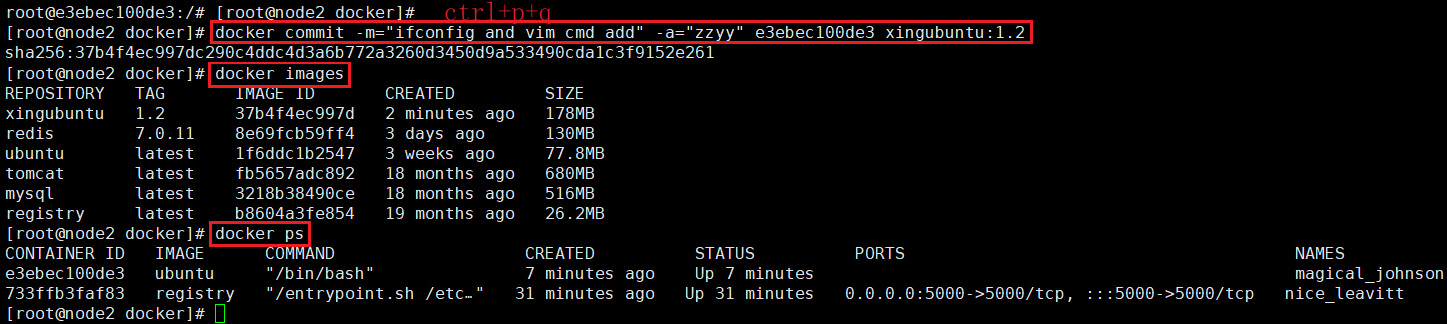 root@e3ebec100de3:/# [root@node2 docker]# ctrl+p+q
[root@node2 docker]# docker commit -m="ifconfig and vim cmd add" -a="zzyy" e3ebec100de3 xingubuntu:1.2
sha256:37b4f4ec997dc290c4ddc4d3a6b772a3260d3450d9a533490cda1c3f9152e261
[root@node2 docker]# docker images
REPOSITORY TAG IMAGE ID CREATED SIZE
xingubuntu 1.2 37b4f4ec997d 2 minutes ago 178MB
redis 7.0.11 8e69fcb59ff4 3 days ago 130MB
ubuntu latest 1f6ddc1b2547 3 weeks ago 77.8MB
tomcat latest fb5657adc892 18 months ago 680MB
mysql latest 3218b38490ce 18 months ago 516MB
registry latest b8604a3fe854 19 months ago 26.2MB
[root@node2 docker]# docker ps
CONTAINER ID IMAGE COMMAND CREATED STATUS PORTS NAMES
e3ebec100de3 ubuntu "/bin/bash" 7 minutes ago Up 7 minutes magical_johnson
733ffb3faf83 registry "/entrypoint.sh /etc…" 31 minutes ago Up 31 minutes 0.0.0.0:5000->5000/tcp, :::5000->5000/tcp nice_leavitt
[root@node2 docker]#